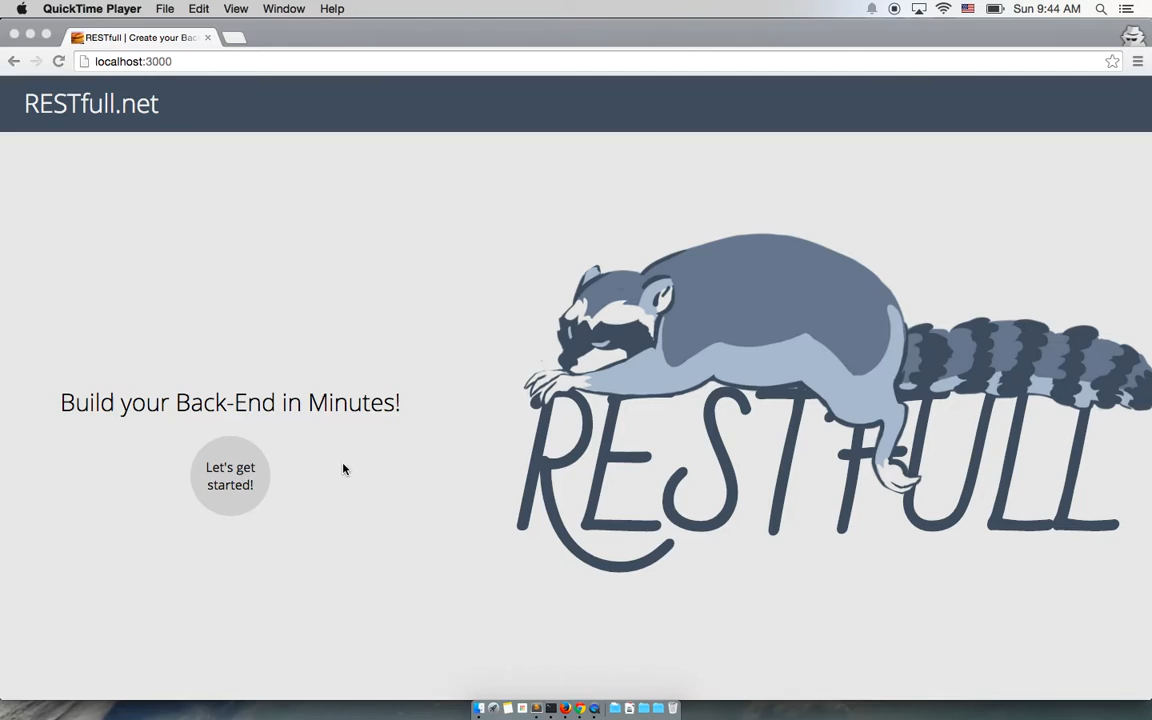 QuickTime Player File Edit View Window Help Sun 9:44 AM
RESTfull | Create your Bac
localhost:3000
RESTfull.net
Build your Back-End in Minutes!
Let's get
started!
RESTFULL